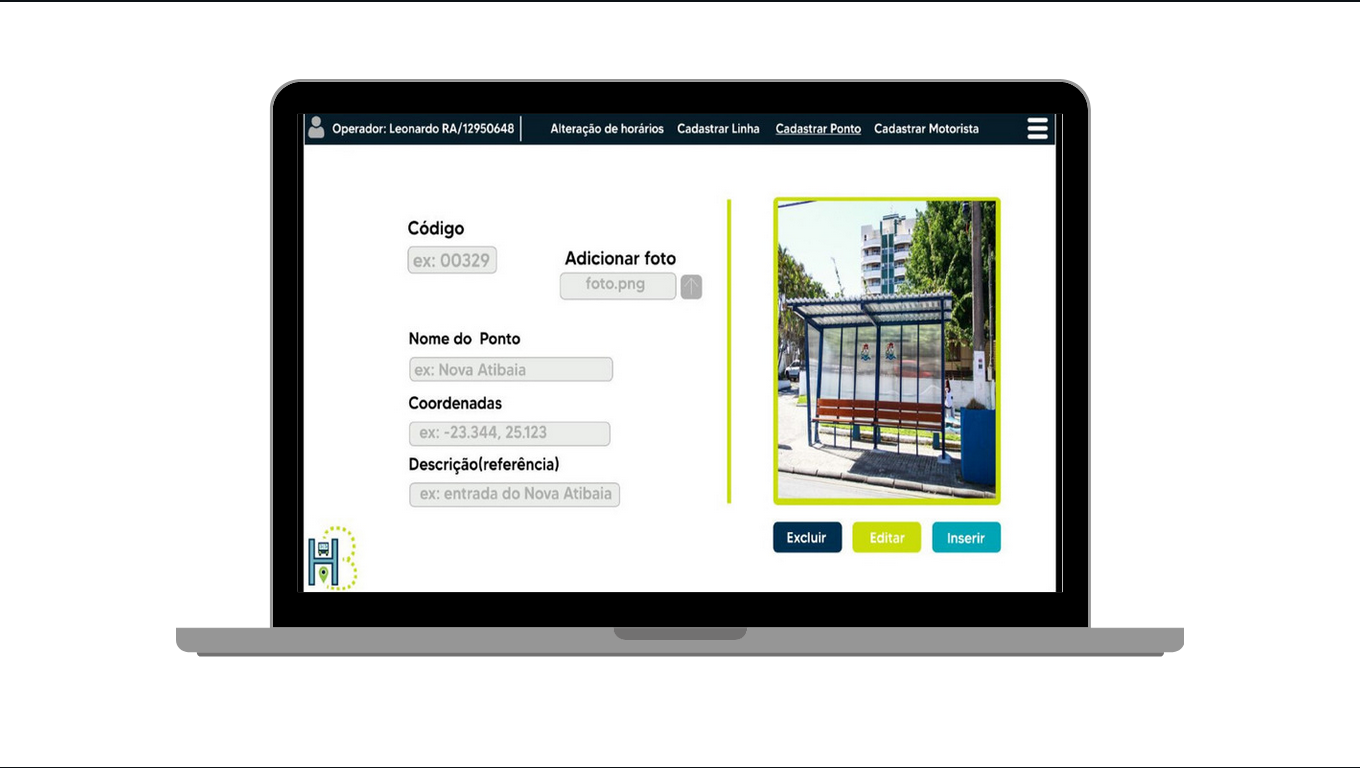 Operador: Leonardo RA/12950648
Alteração de horários
Cadastrar Linha
Cadastrar Ponto
Cadastrar Motorista
Código
ex: 00329
Adicionar foto
foto.png
Nome do  Ponto
ex: Nova Atibaia
Coordenadas
ex: -23.344, 25.123
Descrição(referência)
ex: entrada do Nova Atibaia
Excluir
Editar
Inserir
HB